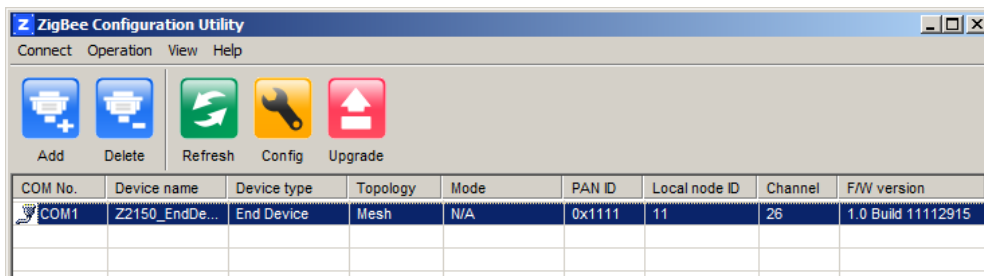 Z ZigBee Configuration Utility
Connect Operation View Help
Add Delete Refresh Config Upgrade
COM No. Device name Device type Topology Mode PAN ID Local node ID Channel F/W version
COM1 Z2150_EndDe... End Device Mesh N/A 0x1111 11 26 1.0 Build 11112915